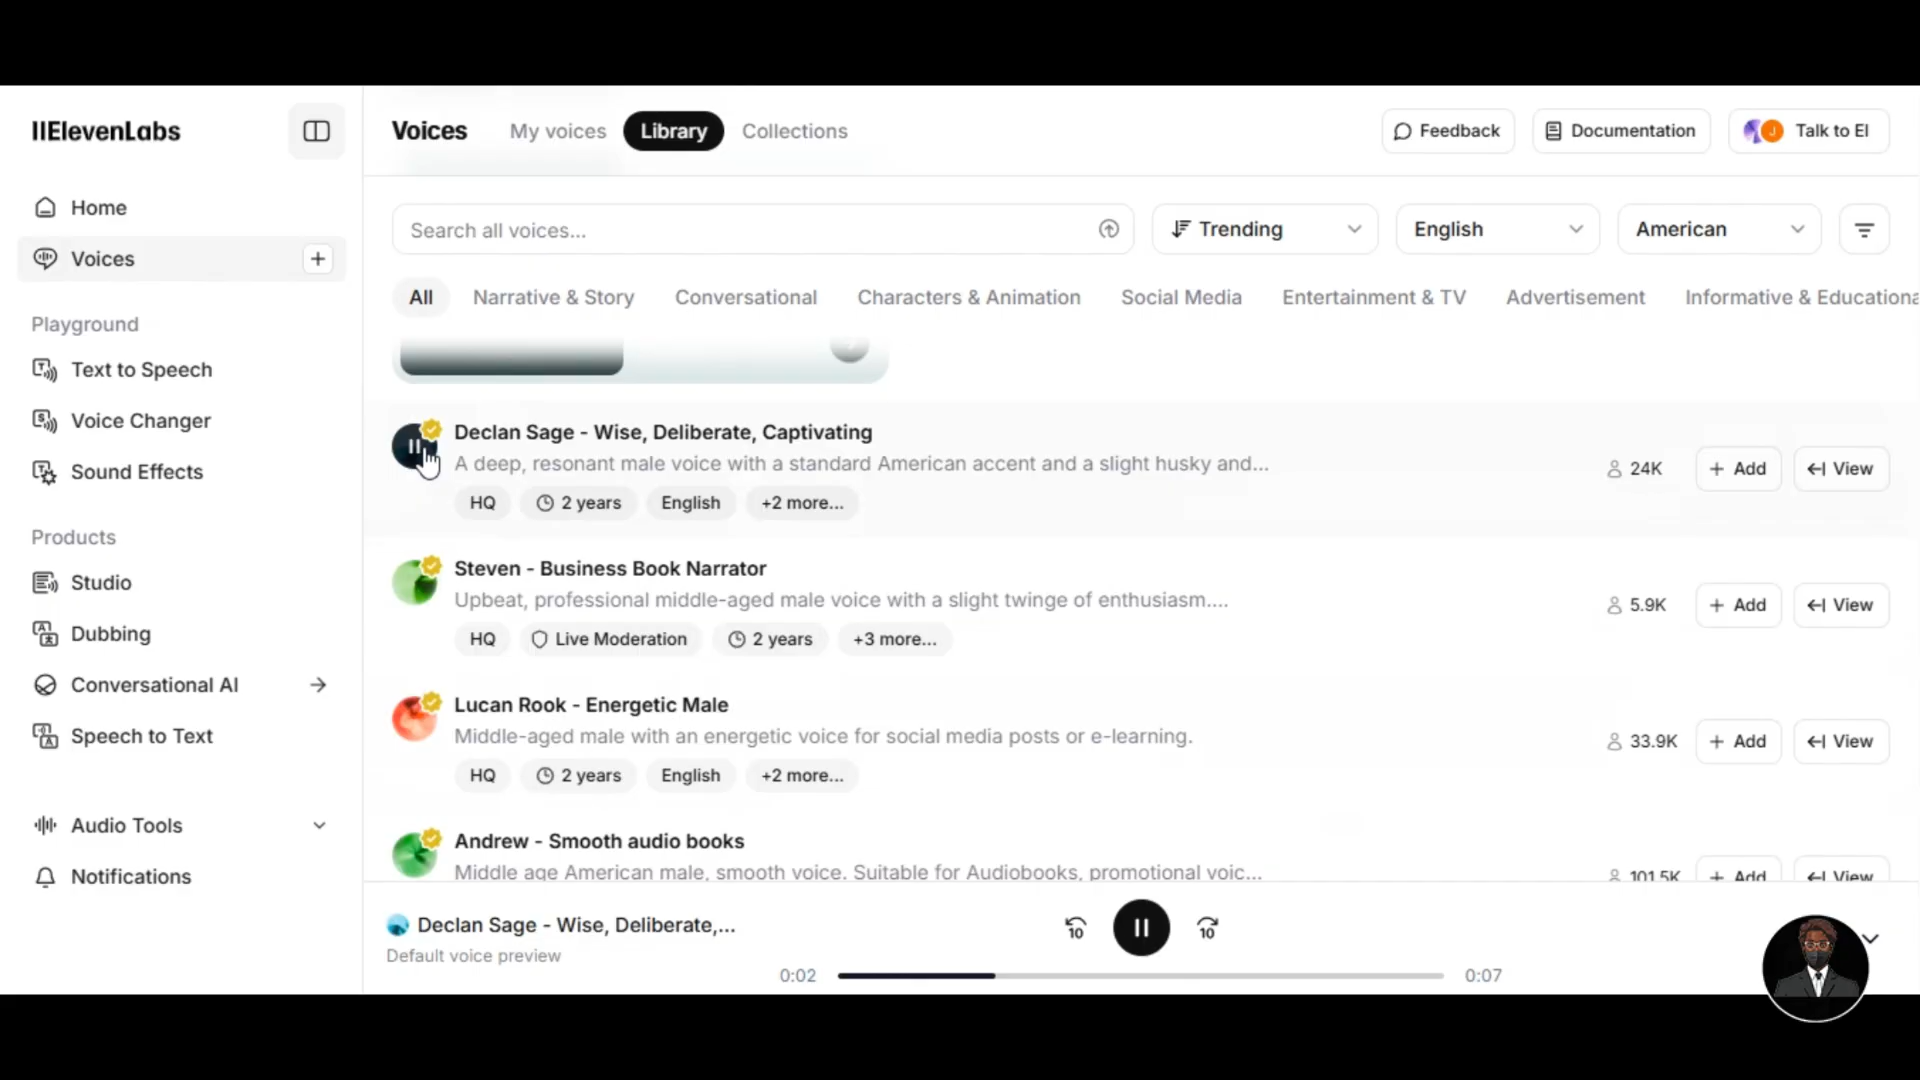 IIElevenLabs
Home
Voices
Playground
Text to Speech
Voice Changer
Sound Effects
Products
Studio
Dubbing
Conversational AI
Speech to Text
Audio Tools
Notifications
Voices My voices Library Collections
Feedback Documentation Talk to El
Search all voices...
Trending English American
All Narrative & Story Conversational Characters & Animation Social Media Entertainment & TV Advertisement Informative & Educationa
Declan Sage - Wise, Deliberate, Captivating
A deep, resonant male voice with a standard American accent and a slight husky and...
HQ 2 years English +2 more...
24K + Add View
Steven - Business Book Narrator
Upbeat, professional middle-aged male voice with a slight twinge of enthusiasm....
HQ Live Moderation 2 years +3 more...
5.9K + Add View
Lucan Rook - Energetic Male
Middle-aged male with an energetic voice for social media posts or e-learning.
HQ 2 years English +2 more...
33.9K + Add View
Andrew - Smooth audio books
Middle age American male, smooth voice. Suitable for Audiobooks, promotional voic...
101.5K + Add View
Declan Sage - Wise, Deliberate,...
Default voice preview
10 10
0:02 0:07